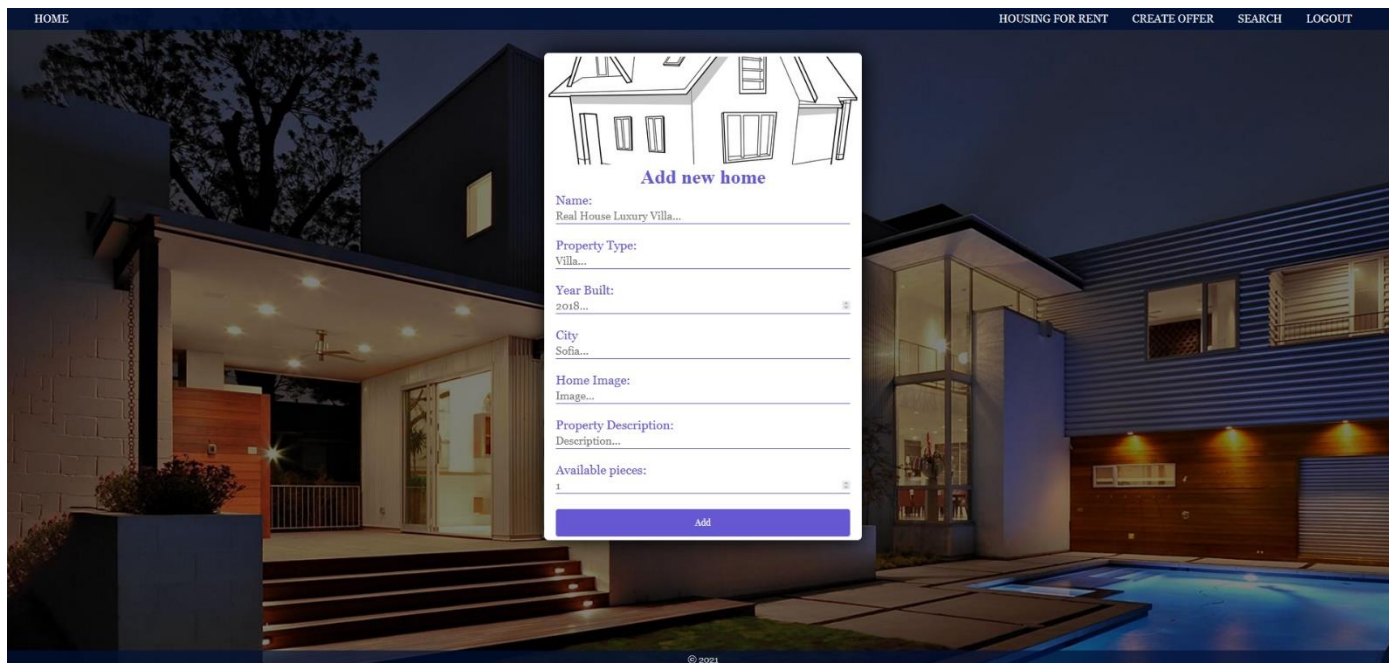 HOME
HOUSING FOR RENT CREATE OFFER SEARCH LOGOUT
Add new home
Name:
Real House Luxury Villa...
Property Type:
Villa...
Year Built:
2018...
City
Sofia...
Home Image:
Image...
Property Description:
Description...
Available pieces:
1
Add
© 2021